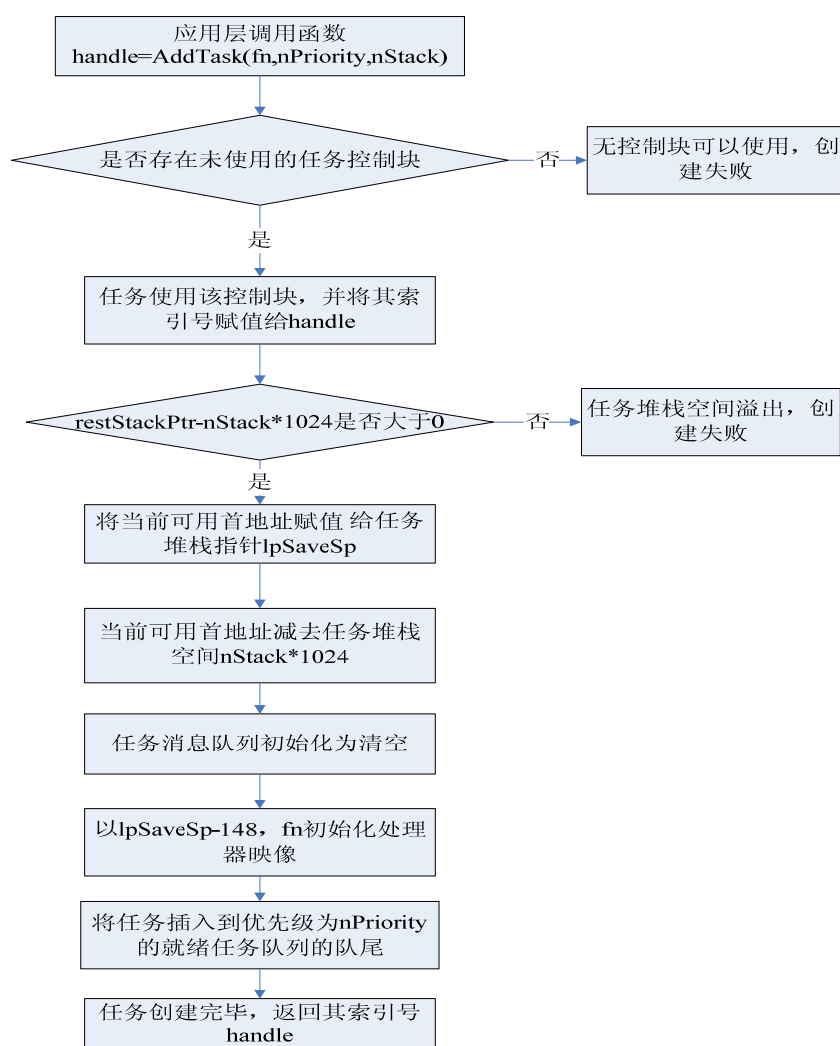 应用层调用函数
handle=AddTask(fn,nPriority,nStack)
是否存在未使用的任务控制块
否
无控制块可以使用，创
建失败
是
任务使用该控制块，并将其索
引号赋值给handle
restStackPtr-nStack*1024是否大于0
否
任务堆栈空间溢出，创
建失败
是
将当前可用首地址赋值 给任务
堆栈指针lpSaveSp
当前可用首地址减去任务堆栈
空间nStack*1024
任务消息队列初始化为清空
以lpSaveSp-148，fn初始化处理
器映像
将任务插入到优先级为nPriority
的就绪任务队列的队尾
任务创建完毕，返回其索引号
handle